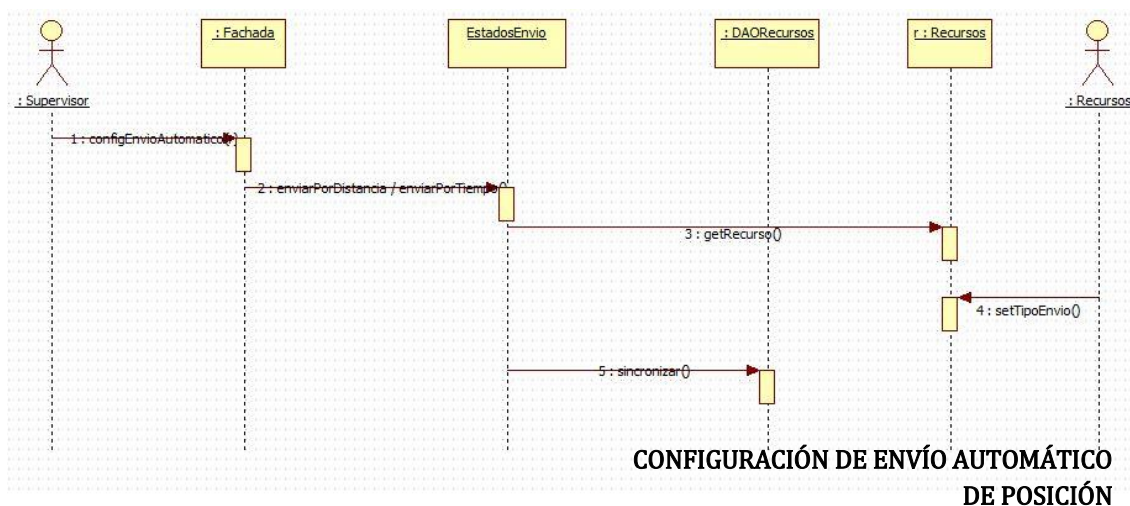 : Fachada
EstadosEnvio
: DAORecursos
r : Recursos
: Supervisor
: Recursos
1 : configEnvioAutomatico()
2 : enviarPorDistancia / enviarPorTiempo()
3 : getRecurso()
4 : setTipoEnvio()
5 : sincronizar()
CONFIGURACIÓN DE ENVÍO AUTOMÁTICO
DE POSICIÓN